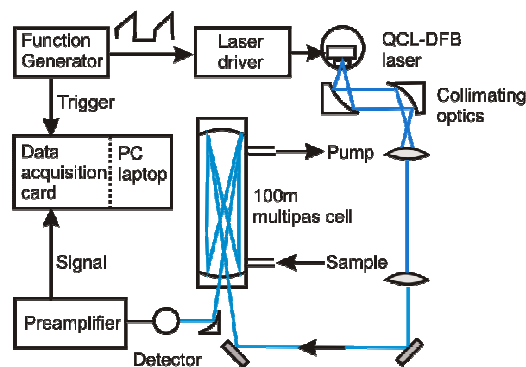 Function
Generator
Laser
driver
QCL-DFB
laser
Trigger
Collimating
optics
Data
acquisition
card
PC
laptop
Pump
100m
multipas cell
Signal
Sample
Preamplifier
Detector